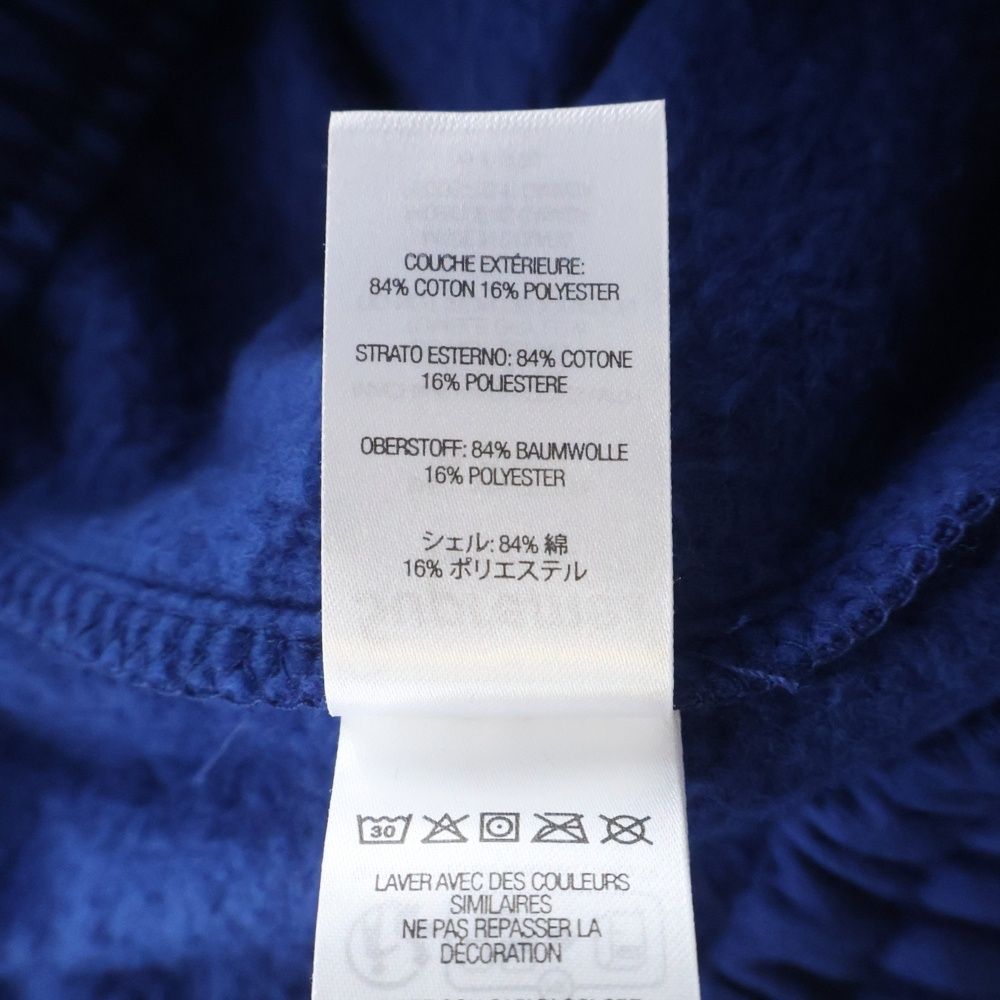 COUCHE EXTÉRIEURE:
84% COTON 16% POLYESTER
STRATO ESTERNO: 84% COTONE
16% POLIESTERE
OBERSTOFF: 84% BAUMWOLLE
16% POLYESTER
シェル: 84% 綿
16% ポリエステル
30
LAVER AVEC DES COULEURS
SIMILAIRES
NE PAS REPASSER LA
DÉCORATION